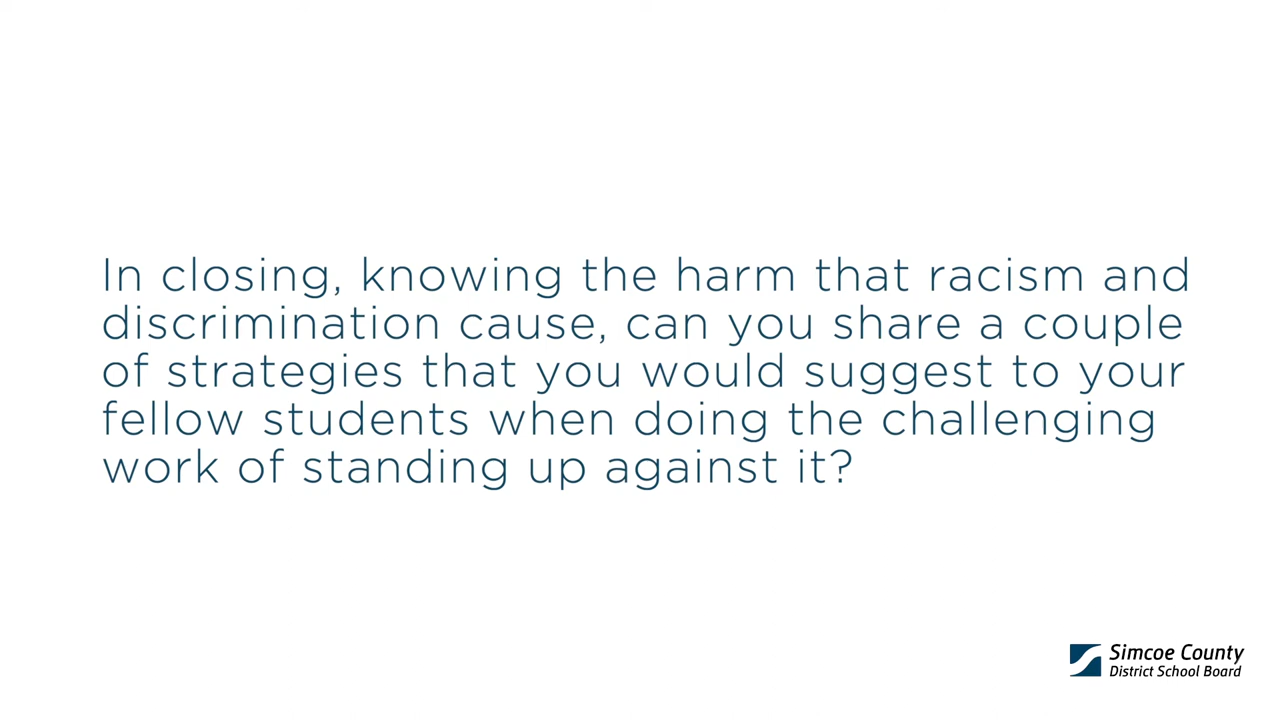 In closing, knowing the harm that racism and
discrimination cause, can you share a couple
of strategies that you would suggest to your
fellow students when doing the challenging
work of standing up against it?
Simcoe County
District School Board